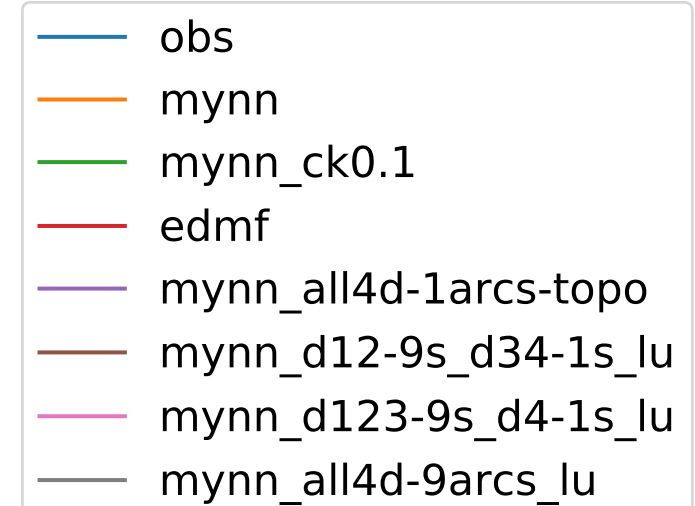 obs
mynn
mynn_ck0.1
edmf
mynn_all4d-1arcs-topo
mynn_d12-9s_d34-1s_lu
mynn_d123-9s_d4-1s_lu
mynn_all4d-9arcs_lu